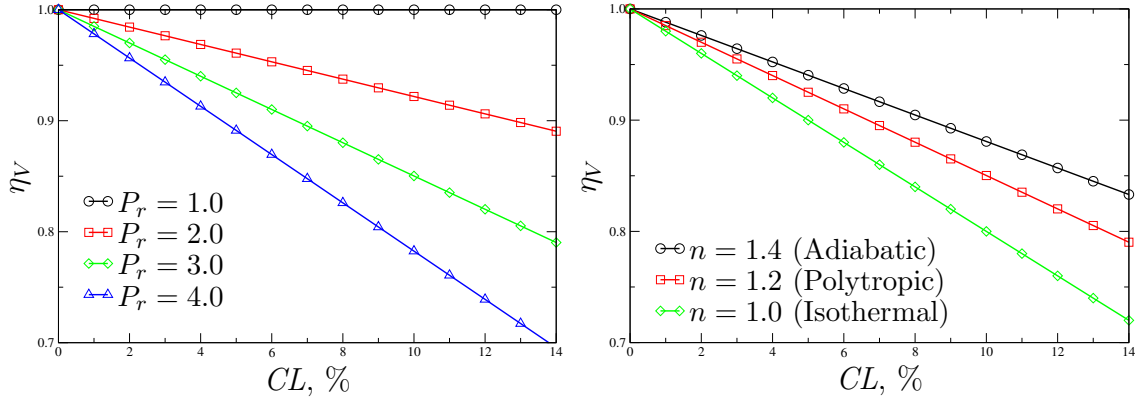 1.0
0.9
0.8
0.7
η_V
P_r = 1.0
P_r = 2.0
P_r = 3.0
P_r = 4.0
0 2 4 6 8 10 12 14
CL, %
1.0
0.9
0.8
0.7
η_V
n = 1.4 (Adiabatic)
n = 1.2 (Polytropic)
n = 1.0 (Isothermal)
0 2 4 6 8 10 12 14
CL, %